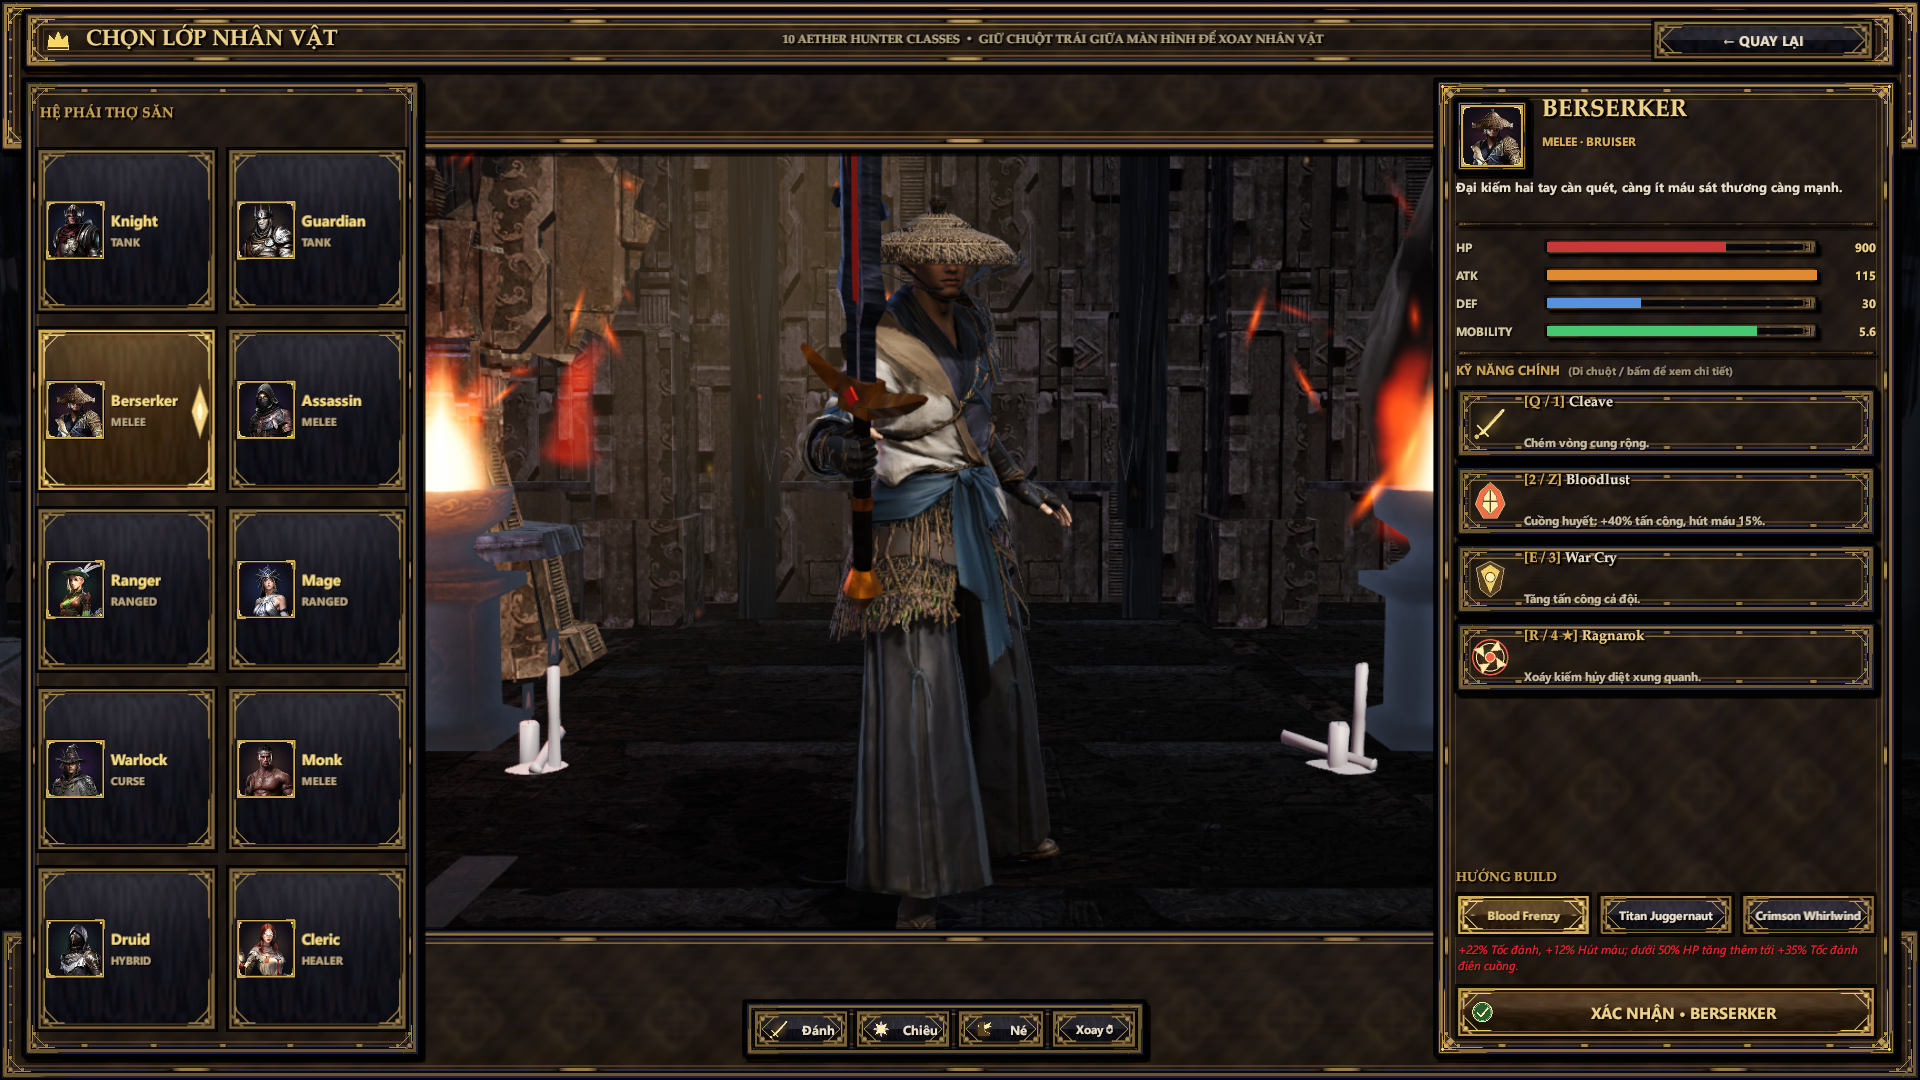 CHỌN LỚP NHÂN VẬT
10 AETHER HUNTER CLASSES • GIỮ CHUỘT TRÁI GIỮA MÀN HÌNH ĐỂ XOAY NHÂN VẬT
← QUAY LẠI
HỆ PHÁI THỢ SĂN
Knight
TANK
Guardian
TANK
Berserker
MELEE
Assassin
MELEE
Ranger
RANGED
Mage
RANGED
Warlock
CURSE
Monk
MELEE
Druid
HYBRID
Cleric
HEALER
Đánh
Chiêu
Né
Xoay
BERSERKER
MELEE · BRUISER
Đại kiếm hai tay càn quét, càng ít máu sát thương càng mạnh.
HP 900
ATK 115
DEF 30
MOBILITY 5.6
KỸ NĂNG CHÍNH (Di chuột / bấm để xem chi tiết)
[Q / 1] Cleave
Chém vòng cung rộng.
[2 / Z] Bloodlust
Cuồng huyết: +40% tấn công, hút máu 15%.
[E / 3] War Cry
Tăng tấn công cả đội.
[R / 4 ★] Ragnarok
Xoáy kiếm hủy diệt xung quanh.
HƯỚNG BUILD
Blood Frenzy
Titan Juggernaut
Crimson Whirlwind
+22% Tốc đánh, +12% Hút máu; dưới 50% HP tăng thêm tới +35% Tốc đánh
điên cuồng.
XÁC NHẬN • BERSERKER